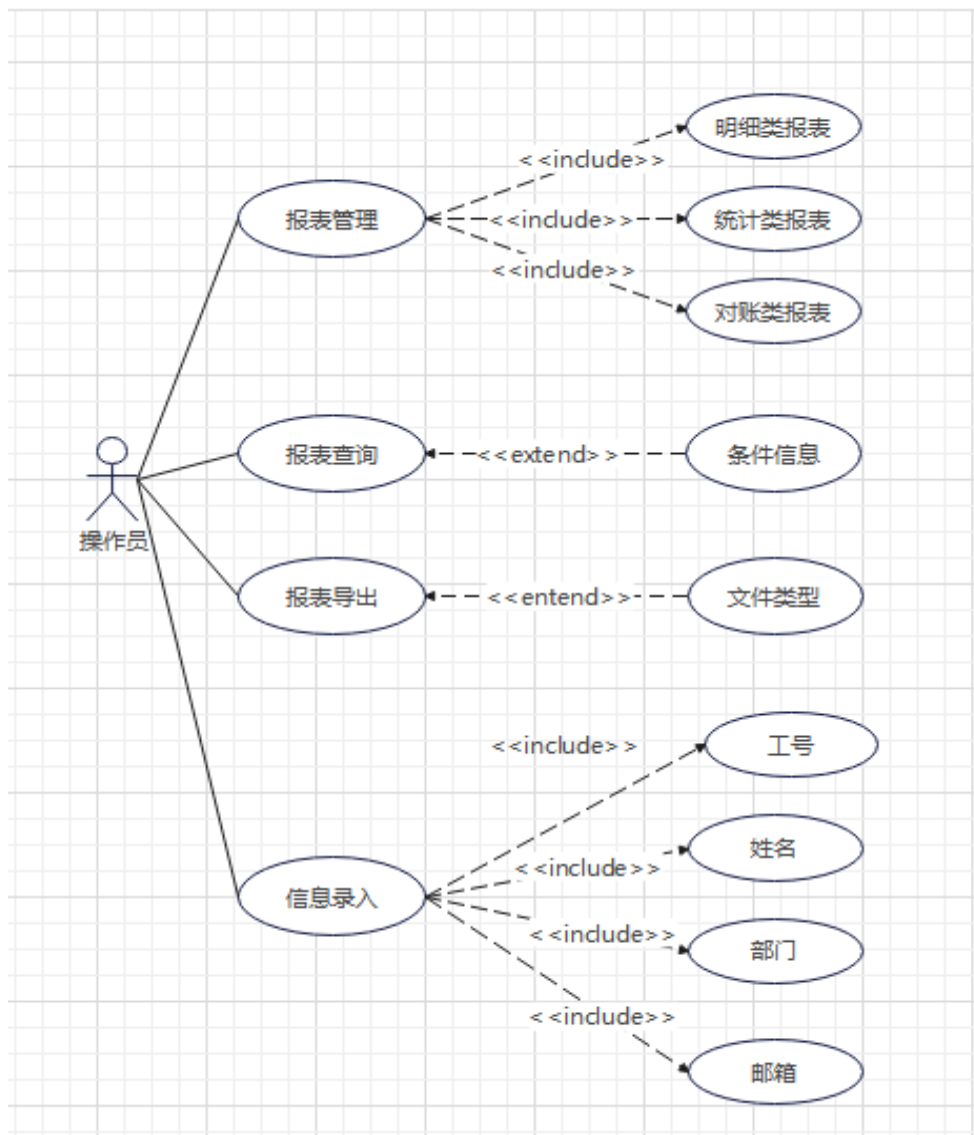 明细类报表
<<include>>
报表管理
<<include>>
统计类报表
<<include>>
对账类报表
报表查询
<<extend>>
条件信息
操作员
报表导出
<<entend>>
文件类型
<<include>>
工号
姓名
<<include>>
信息录入
<<include>>
部门
<<include>>
邮箱